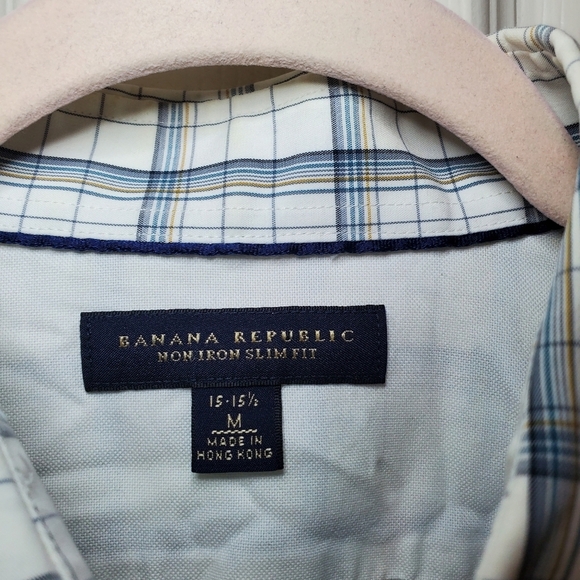 BANANA REPUBLIC
NON IRON SLIM FIT
15-15½
M
MADE IN
HONG KONG